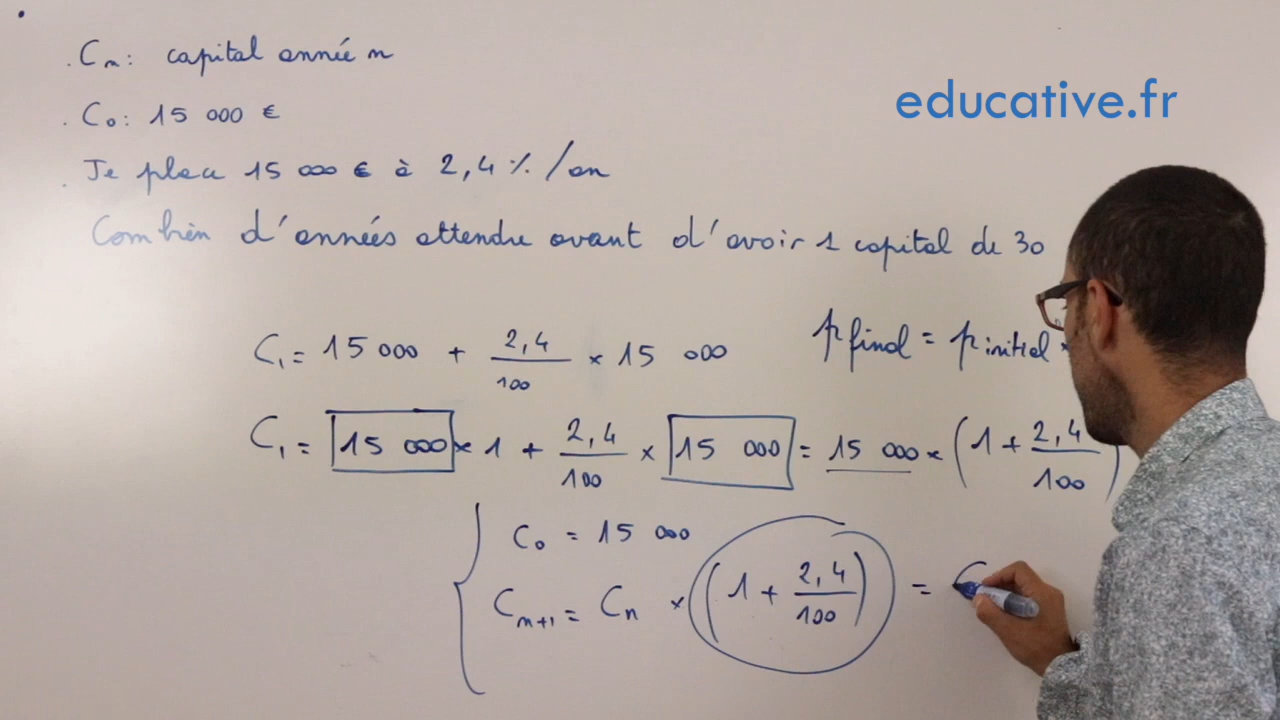 . Cn: capital année n
educative.fr
. C0: 15 000 €
. Je place 15 000 € à 2,4 % /an
Combien d'années attendre avant d'avoir 1 capital de 30
C1 = 15 000 + 2,4/100 × 15 000
P final = P initial
C1 = 15 000 × 1 + 2,4/100 × 15 000 = 15 000 × (1 + 2,4/100)
C0 = 15 000
Cn+1 = Cn × (1 + 2,4/100) = C